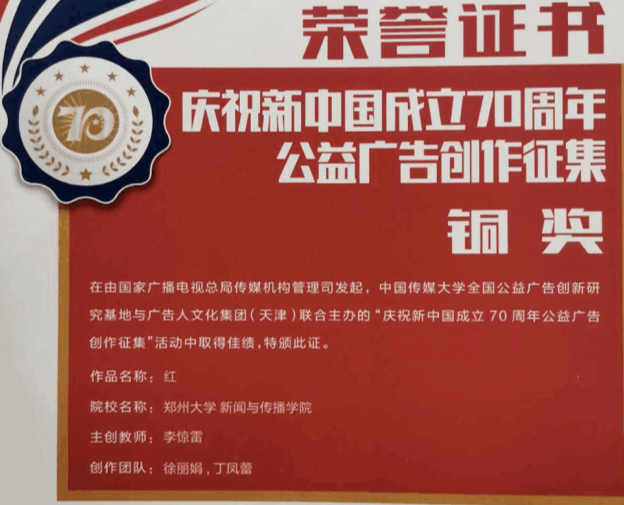 荣誉证书
70
庆祝新中国成立70周年
公益广告创作征集
铜奖
在由国家广播电视总局传媒机构管理司发起，中国传媒大学全国公益广告创新研
究基地与广告人文化集团（天津）联合主办的“庆祝新中国成立 70 周年公益广告
创作征集”活动中取得佳绩，特颁此证。
作品名称：红
院校名称：郑州大学 新闻与传播学院
主创教师：李惊雷
创作团队：徐丽娟，丁凤蕾